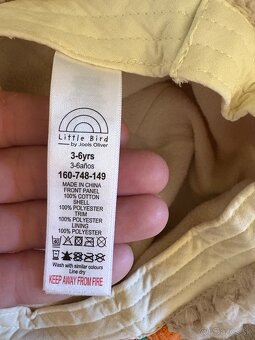 Little Bird
by Jools Oliver
3-6yrs
3-6años
160-748-149
MADE IN CHINA
FRONT PANEL
100% COTTON
SHELL
100% POLYESTER
TRIM
100% POLYESTER
LINING
100% POLYESTER
Wash with similar colours
Line dry
KEEP AWAY FROM FIRE